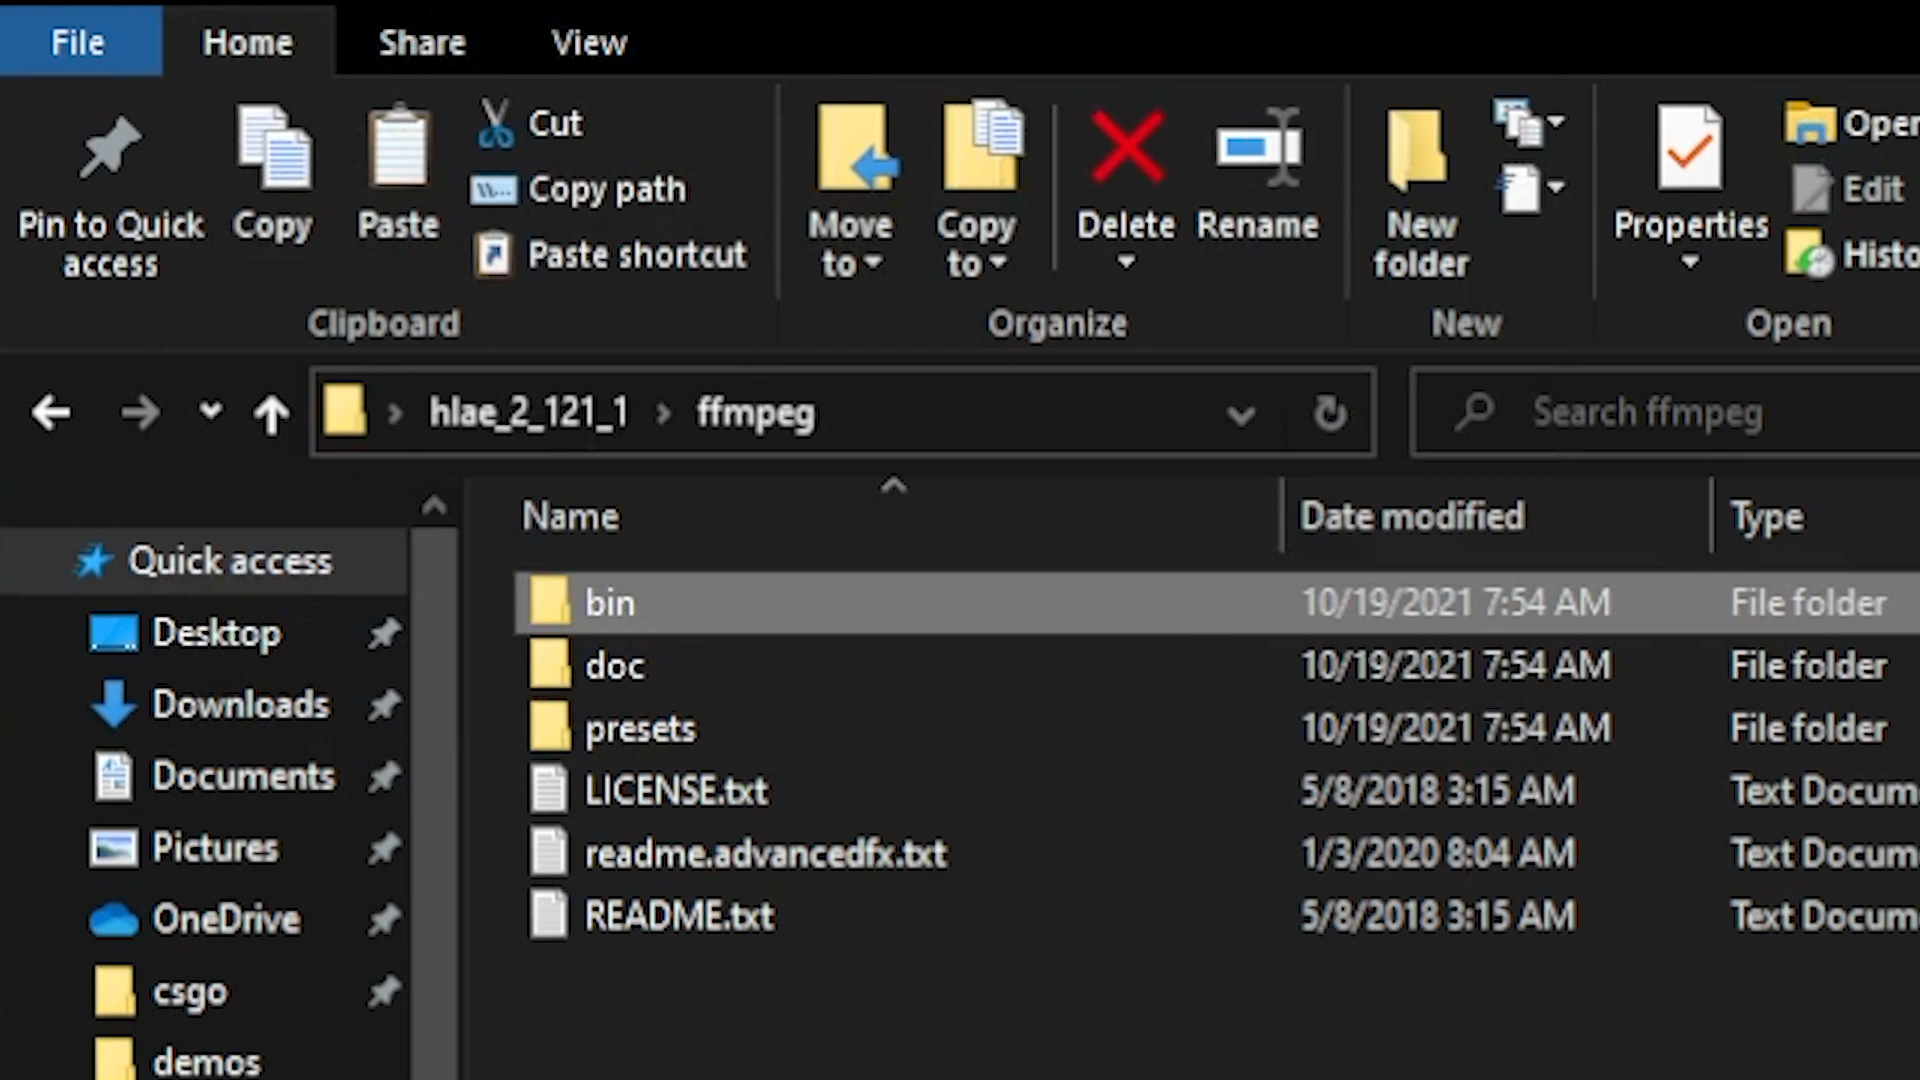 File Home Share View
Pin to Quick access
Copy
Paste
Cut
Copy path
Paste shortcut
Clipboard
Move to
Copy to
Delete
Rename
Organize
New folder
New
Properties
Edit
Open
hlae_2_121_1 > ffmpeg
Search ffmpeg
Name Date modified Type
Quick access
Desktop
Downloads
Documents
Pictures
OneDrive
csgo
demos
bin 10/19/2021 7:54 AM File folder
doc 10/19/2021 7:54 AM File folder
presets 10/19/2021 7:54 AM File folder
LICENSE.txt 5/8/2018 3:15 AM Text
readme.advancedfx.txt 1/3/2020 8:04 AM Text
README.txt 5/8/2018 3:15 AM Text